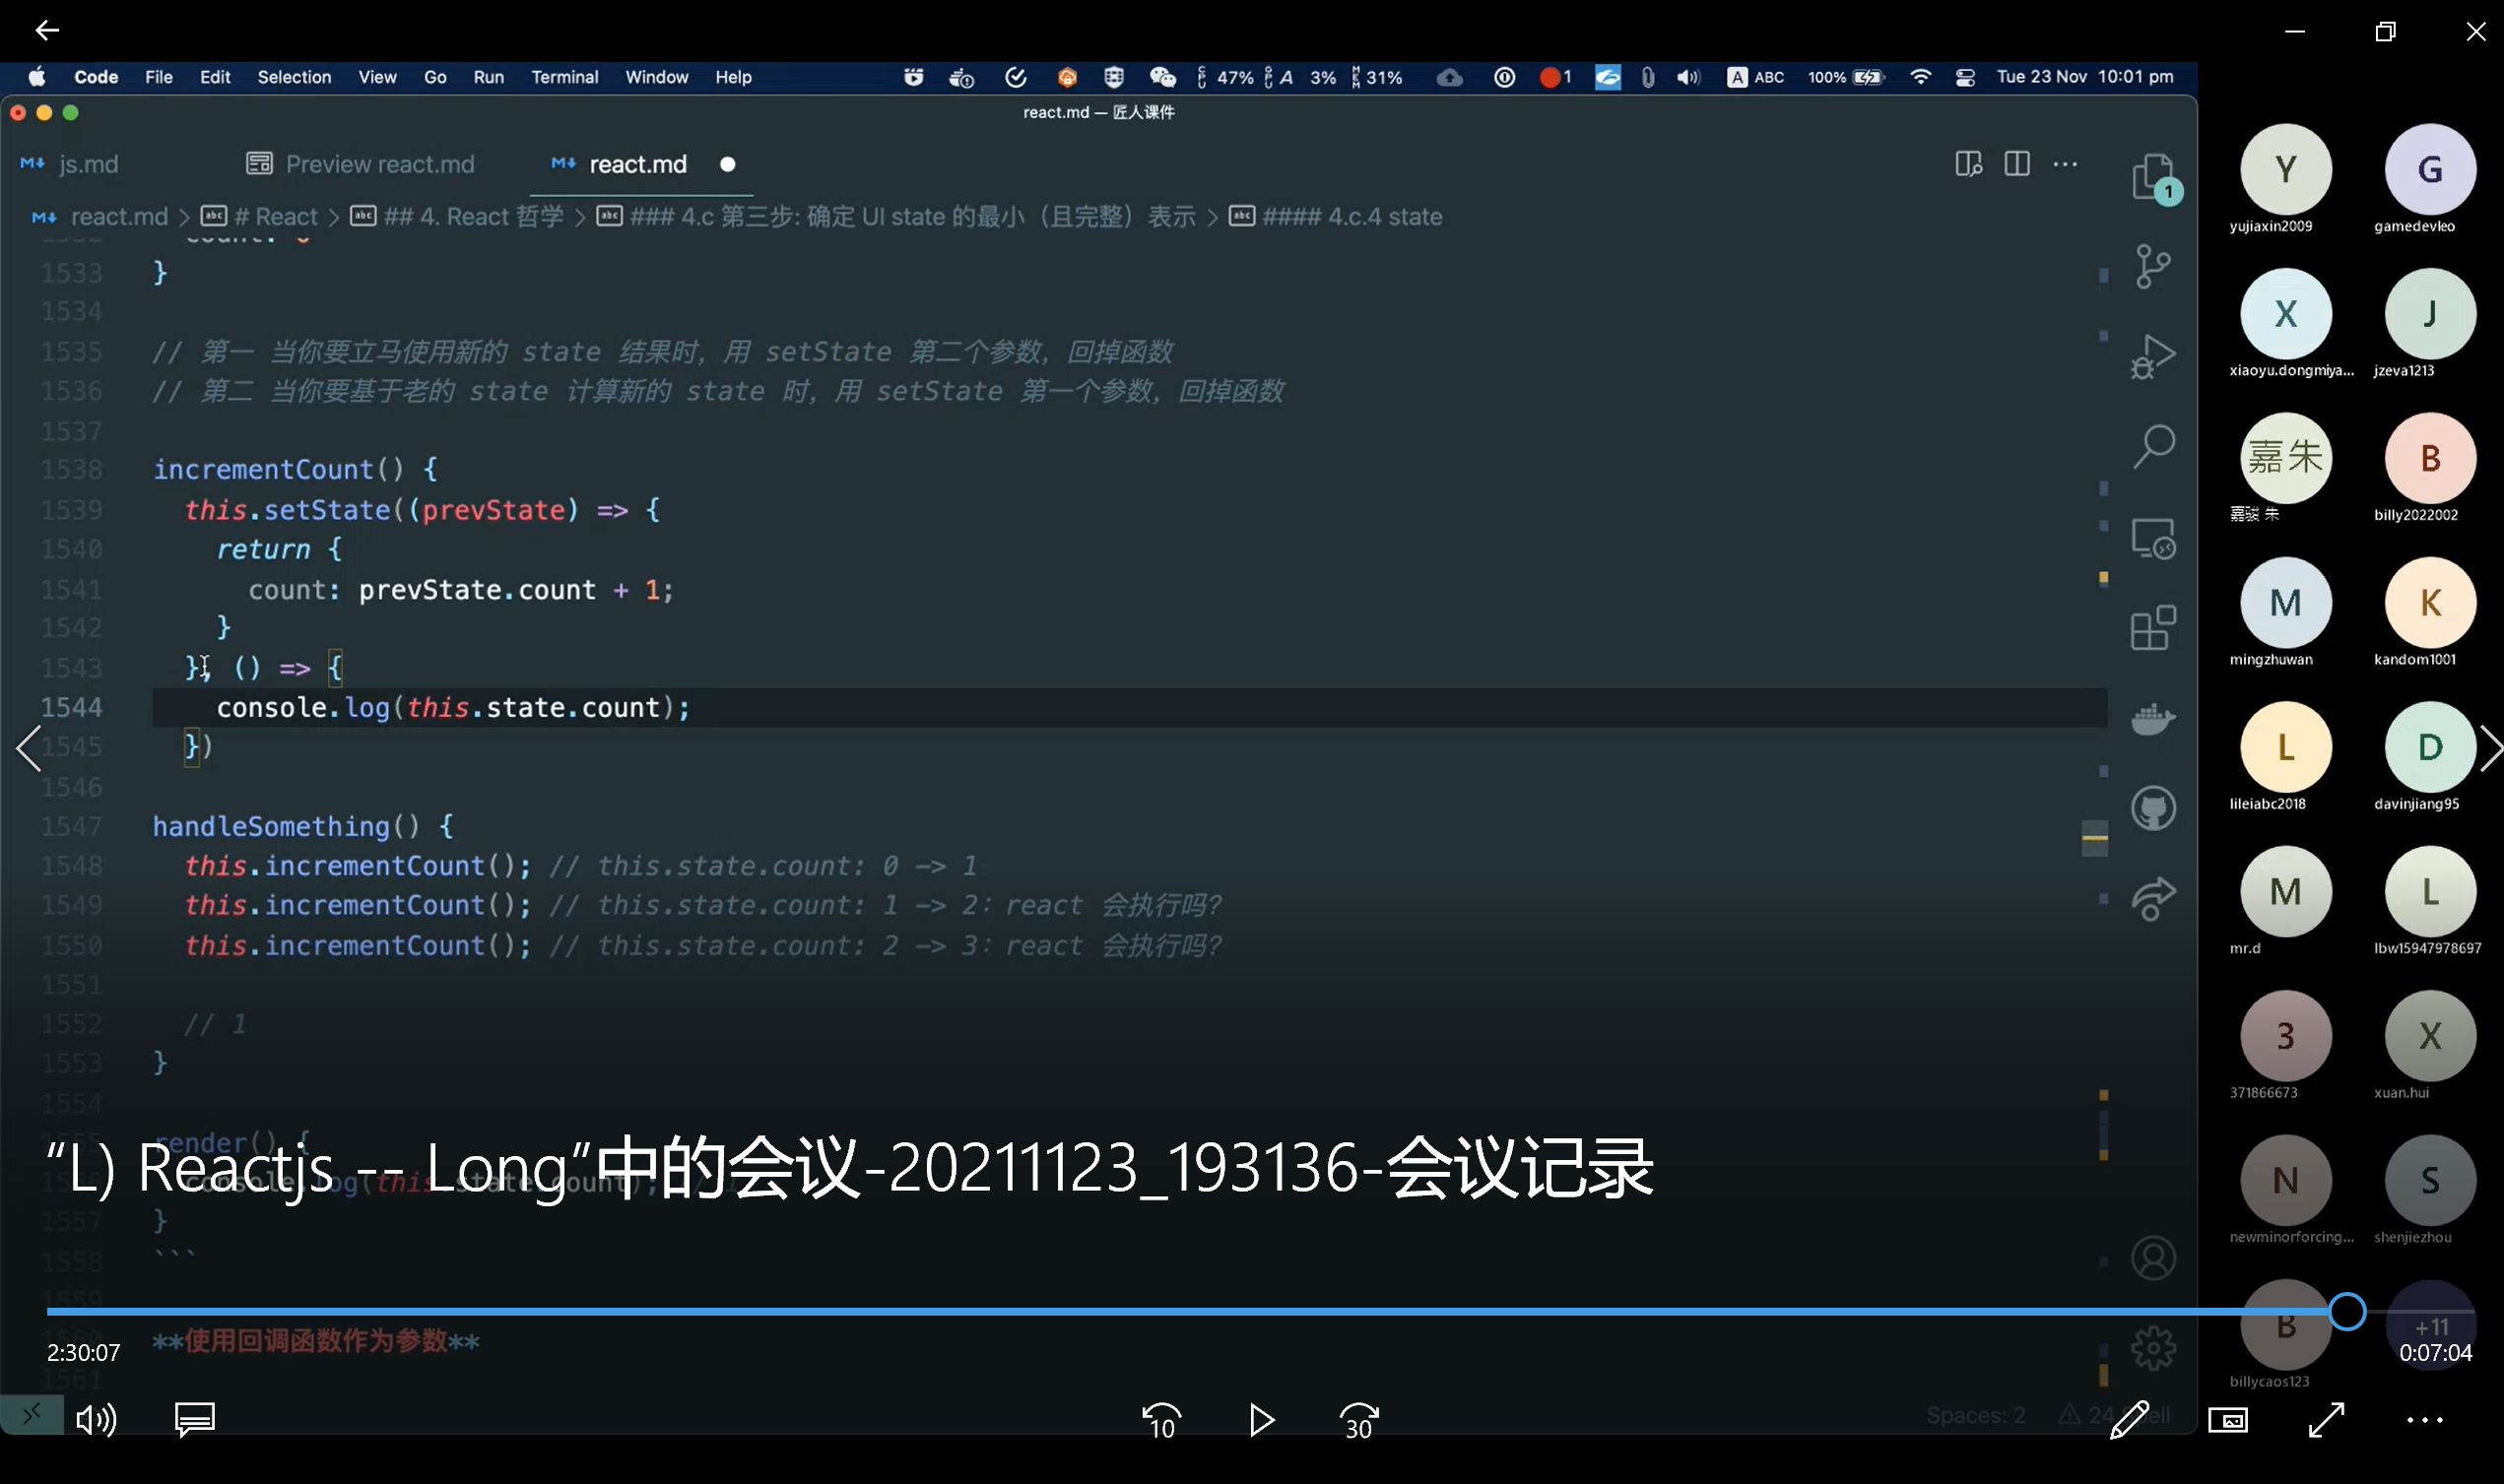 Code File Edit Selection View Go Run Terminal Window Help 47% A 3% 31% 1 A ABC 100% Tue 23 Nov 10:01 pm
react.md — 匠人课件
js.md Preview react.md react.md
1
react.md > # React > ## 4. React 哲学 > ### 4.c 第三步: 确定 UI state 的最小（且完整）表示 > #### 4.c.4 state
1533 }
1534
1535 // 第一 当你要立马使用新的 state 结果时，用 setState 第二个参数，回掉函数
1536 // 第二 当你要基于老的 state 计算新的 state 时，用 setState 第一个参数，回掉函数
1537
1538 incrementCount() {
1539 this.setState((prevState) => {
1540 return {
1541 count: prevState.count + 1;
1542 }
1543 }, () => {
1544 console.log(this.state.count);
1545 })
1546
1547 handleSomething() {
1548 this.incrementCount(); // this.state.count: 0 -> 1
1549 this.incrementCount(); // this.state.count: 1 -> 2: react 会执行吗?
1550 this.incrementCount(); // this.state.count: 2 -> 3: react 会执行吗?
1551
1552 // 1
1553 }
1554
render() {
“L) Reactjs -- Long”中的会议-20211123_193136-会议记录
1557 }
1558 ```
1559
1560 **使用回调函数作为参数**
1561
2:30:07
0:07:04
10
30
Spaces: 2
Y G
yujiaxin2009 gamedevleo
X J
xiaoyu.dongmiya... jzeva1213
嘉朱 B
嘉骏 朱 billy2022002
M K
mingzhuwan kandom1001
L D
lileiabc2018 davinjiang95
M L
mr.d lbw15947978697
3 X
371866673 xuan.hui
N S
newminorforcing... shenjiezhou
B +11
billycaos123